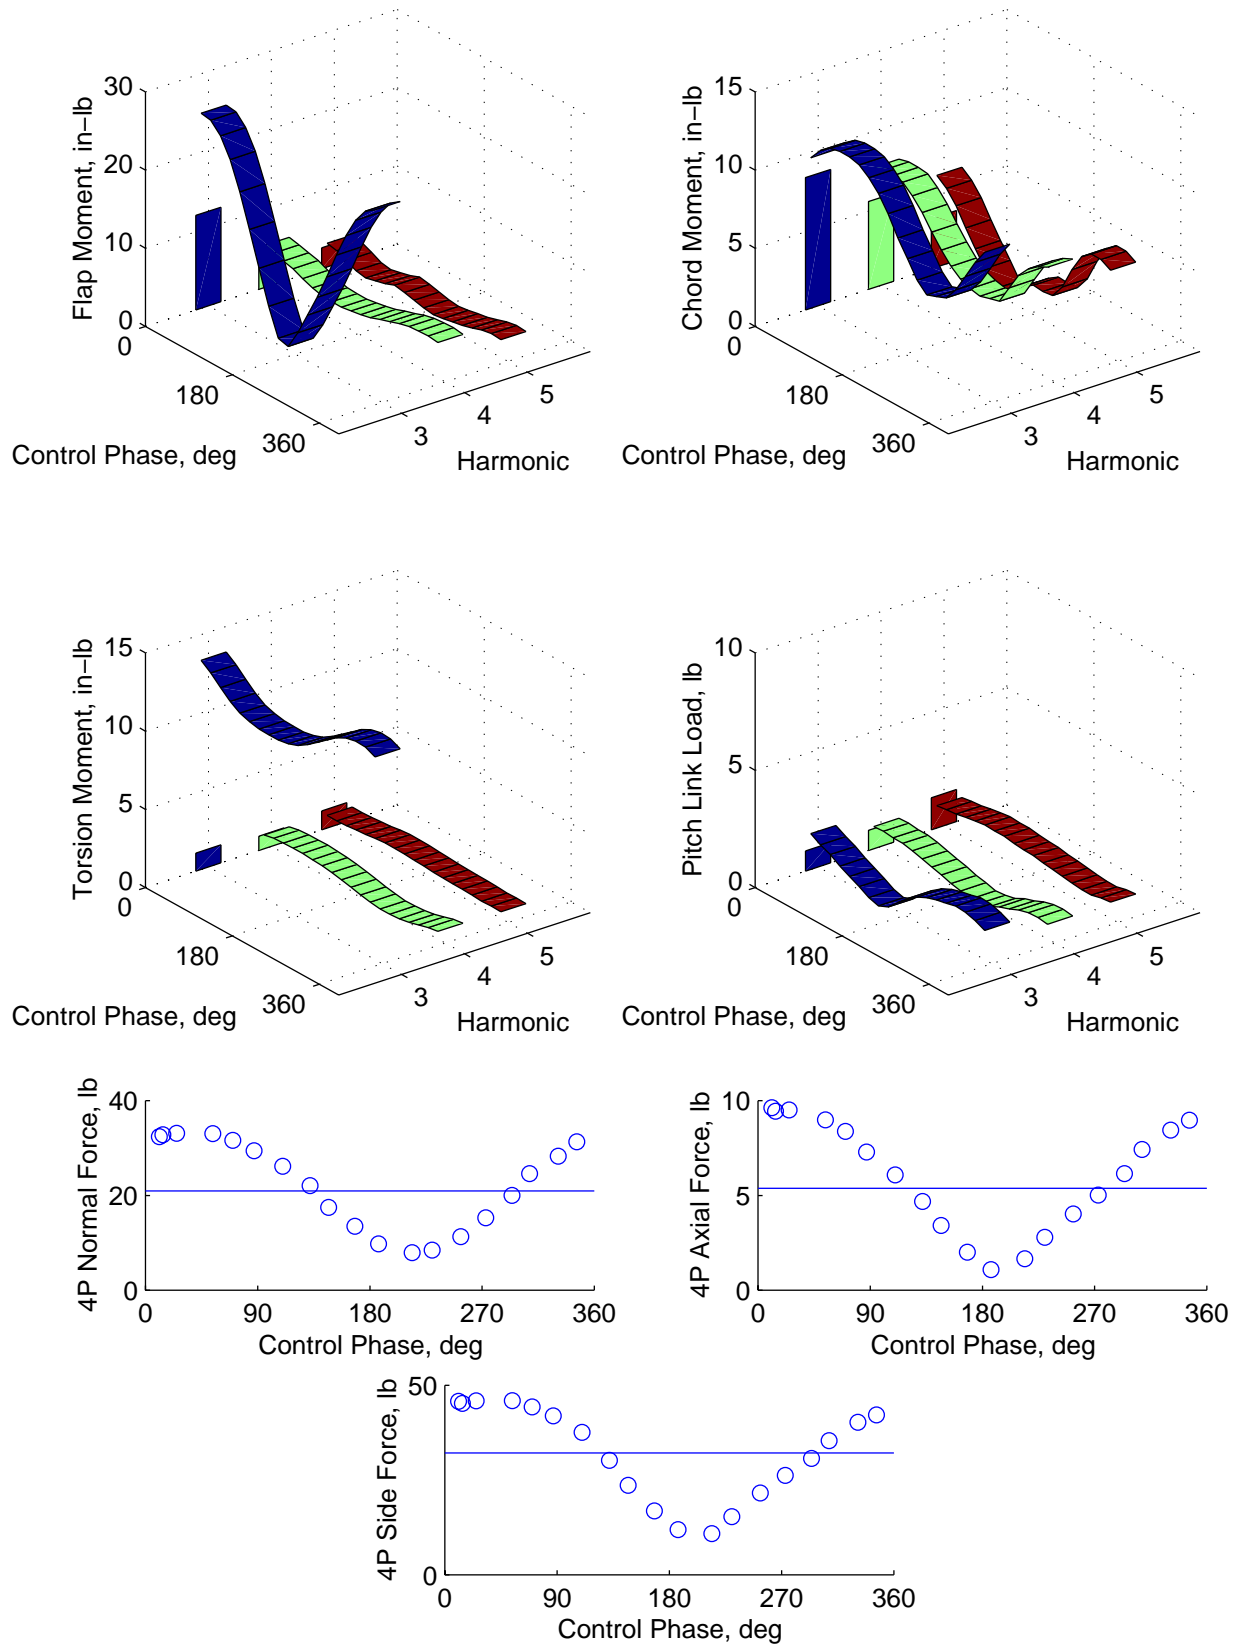 Flap Moment, in−lb
30
20
10
0
0
180
360
3
4
5
Control Phase, deg
Harmonic
Chord Moment, in−lb
15
10
5
0
0
180
360
3
4
5
Control Phase, deg
Harmonic
Torsion Moment, in−lb
15
10
5
0
0
180
360
3
4
5
Control Phase, deg
Harmonic
Pitch Link Load, lb
10
5
0
0
180
360
3
4
5
Control Phase, deg
Harmonic
4P Normal Force, lb
40
20
0
0 90 180 270 360
Control Phase, deg
4P Axial Force, lb
10
5
0
0 90 180 270 360
Control Phase, deg
4P Side Force, lb
50
0
0 90 180 270 360
Control Phase, deg